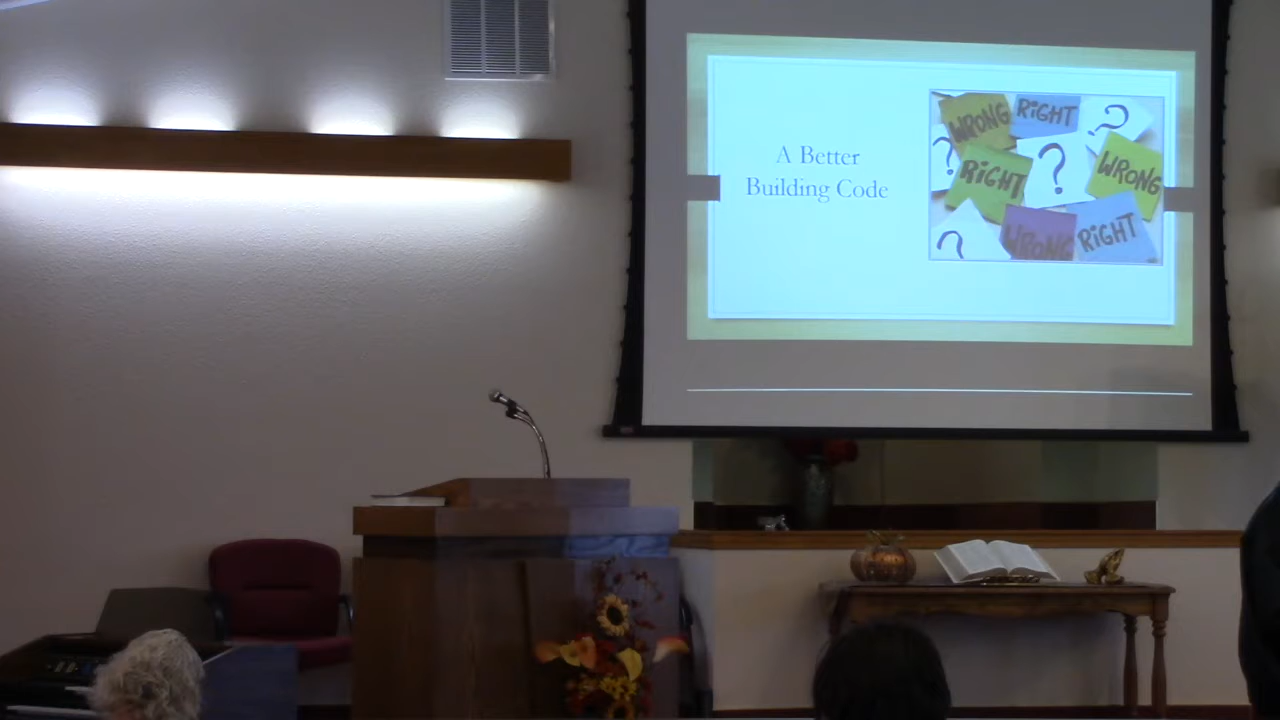 A Better
Building Code
WRONG RIGHT ?
? RIGHT ? WRONG
? WRONG RIGHT